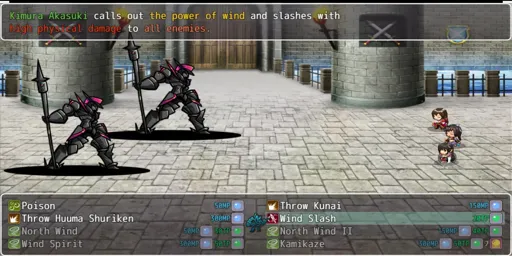 Kimura Akasuki calls out the power of wind and slashes with
high physical damage to all enemies.
Poison
Throw Kunai
Throw Huuma Shuriken
Wind Slash
North Wind
North Wind II
Wind Spirit
Kamikaze